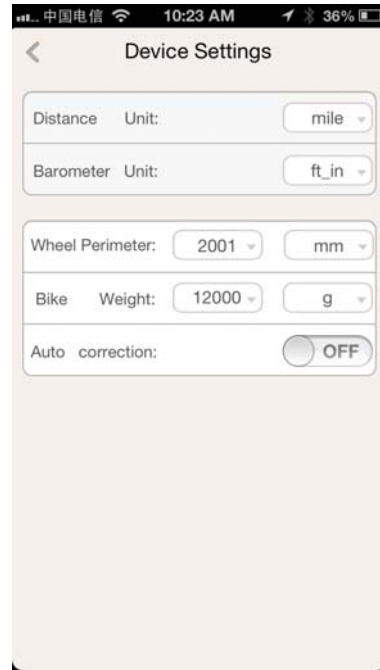 中国电信 10:23 AM 36%
Device Settings
Distance Unit: mile
Barometer Unit: ft_in
Wheel Perimeter: 2001 mm
Bike Weight: 12000 g
Auto correction: OFF